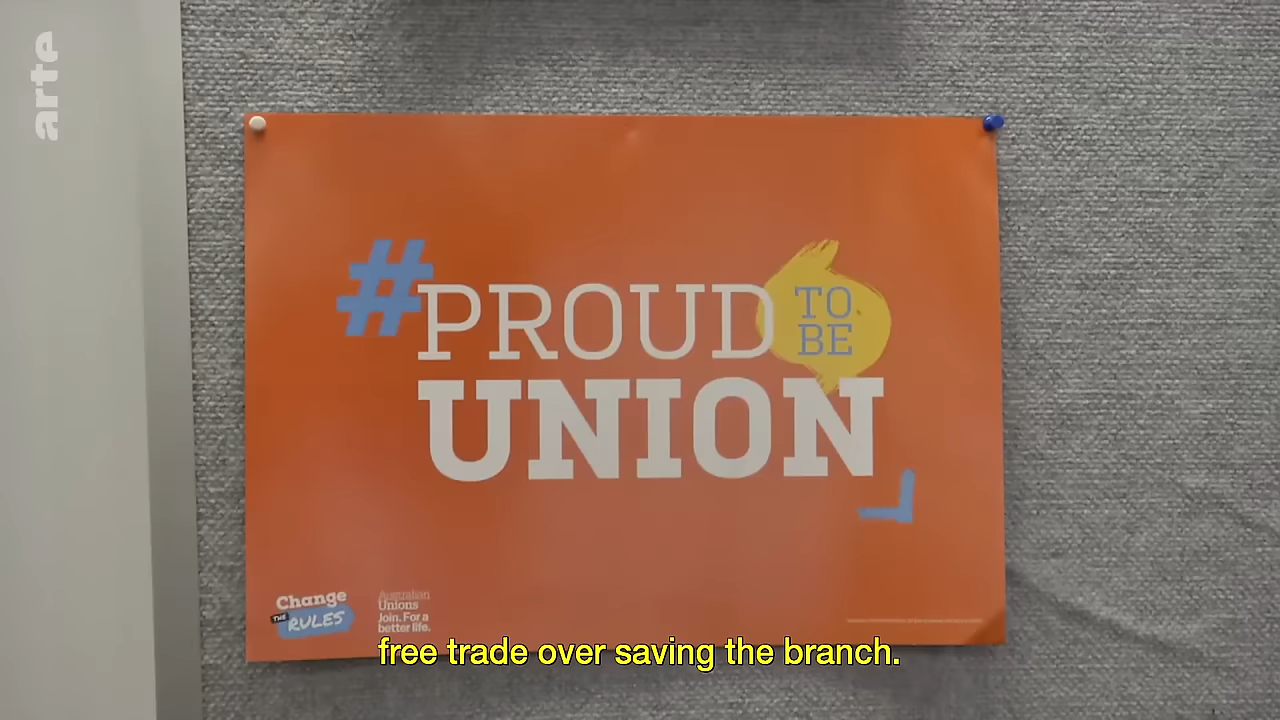 arte
#PROUD TO
BE
UNION
Change
THE RULES
Australian
Unions
Join. For a
better life.
free trade over saving the branch.